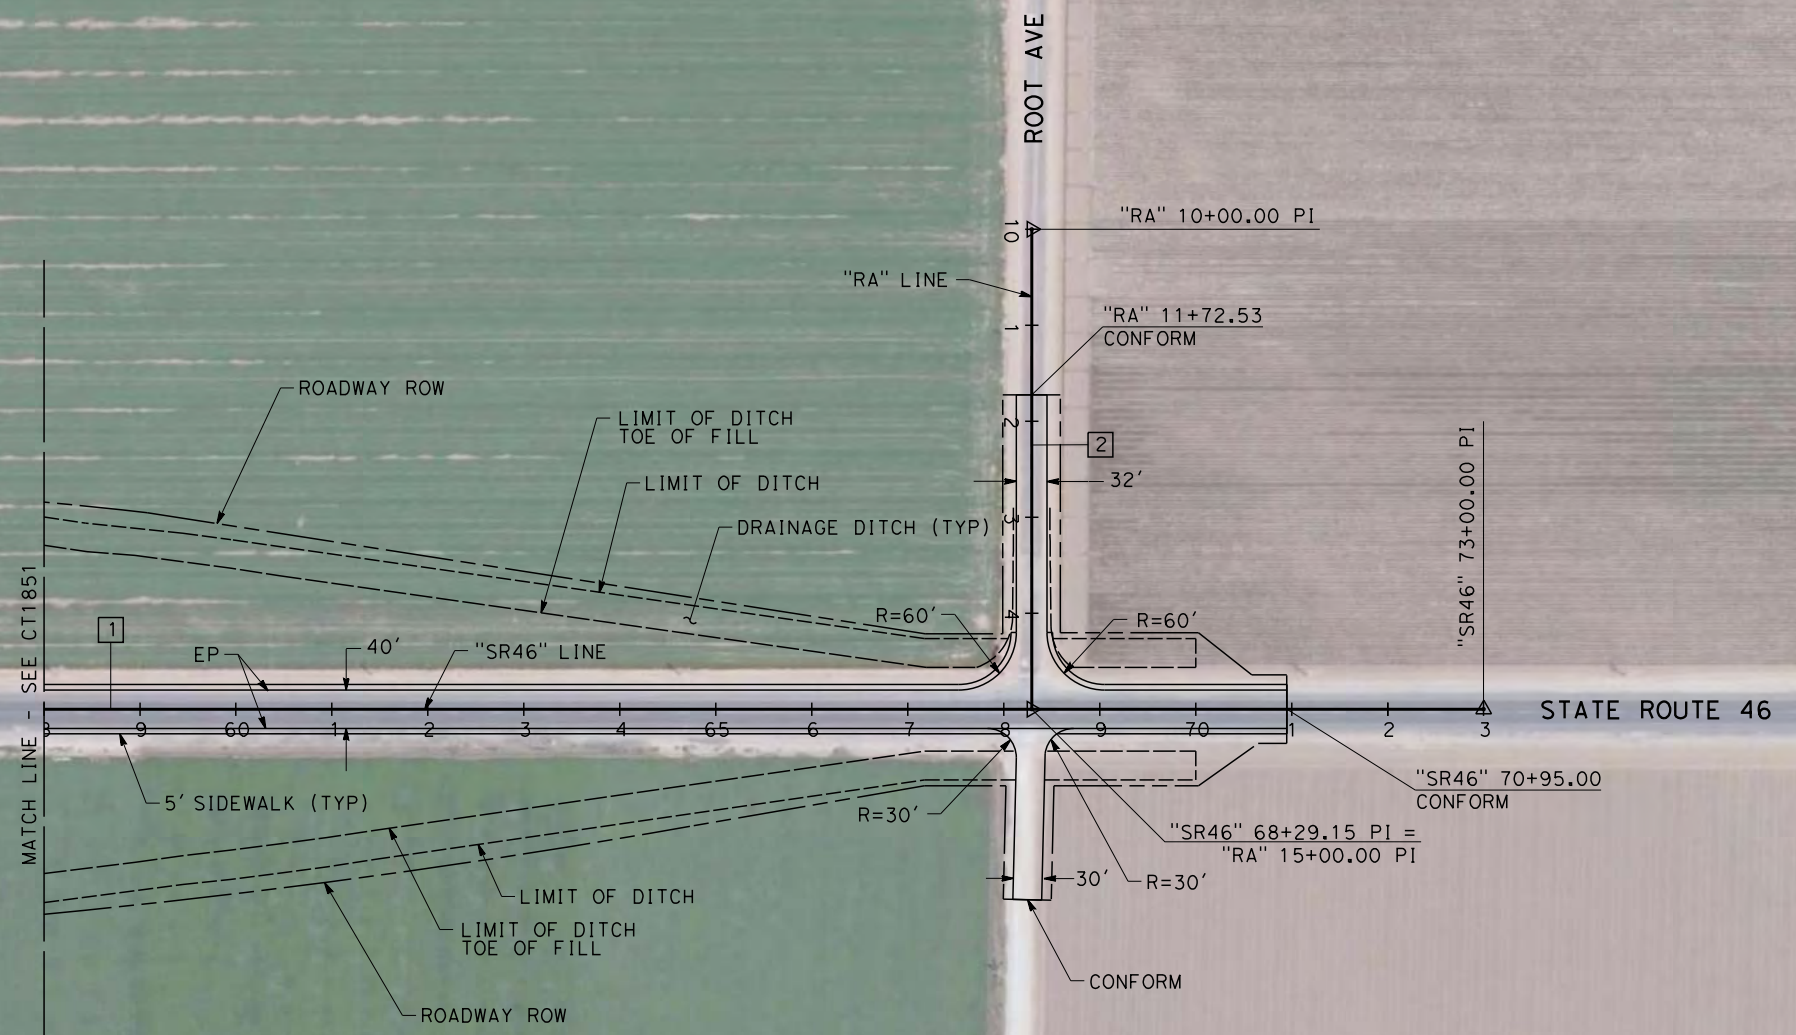 ROOT AVE
"RA" 10+00.00 PI
10
"RA" LINE
"RA" 11+72.53
CONFORM
1
ROADWAY ROW
LIMIT OF DITCH
TOE OF FILL
2
2
LIMIT OF DITCH
32'
"SR46" 73+00.00 PI
DRAINAGE DITCH (TYP)
3
R=60'
4
R=60'
1
EP
40'
"SR46" LINE
MATCH LINE - SEE CT1851
STATE ROUTE 46
8 9 60 1 2 3 4 65 6 7 8 9 70 1 2 3
5' SIDEWALK (TYP)
R=30'
"SR46" 70+95.00
CONFORM
"SR46" 68+29.15 PI =
"RA" 15+00.00 PI
30'
R=30'
LIMIT OF DITCH
LIMIT OF DITCH
TOE OF FILL
CONFORM
ROADWAY ROW